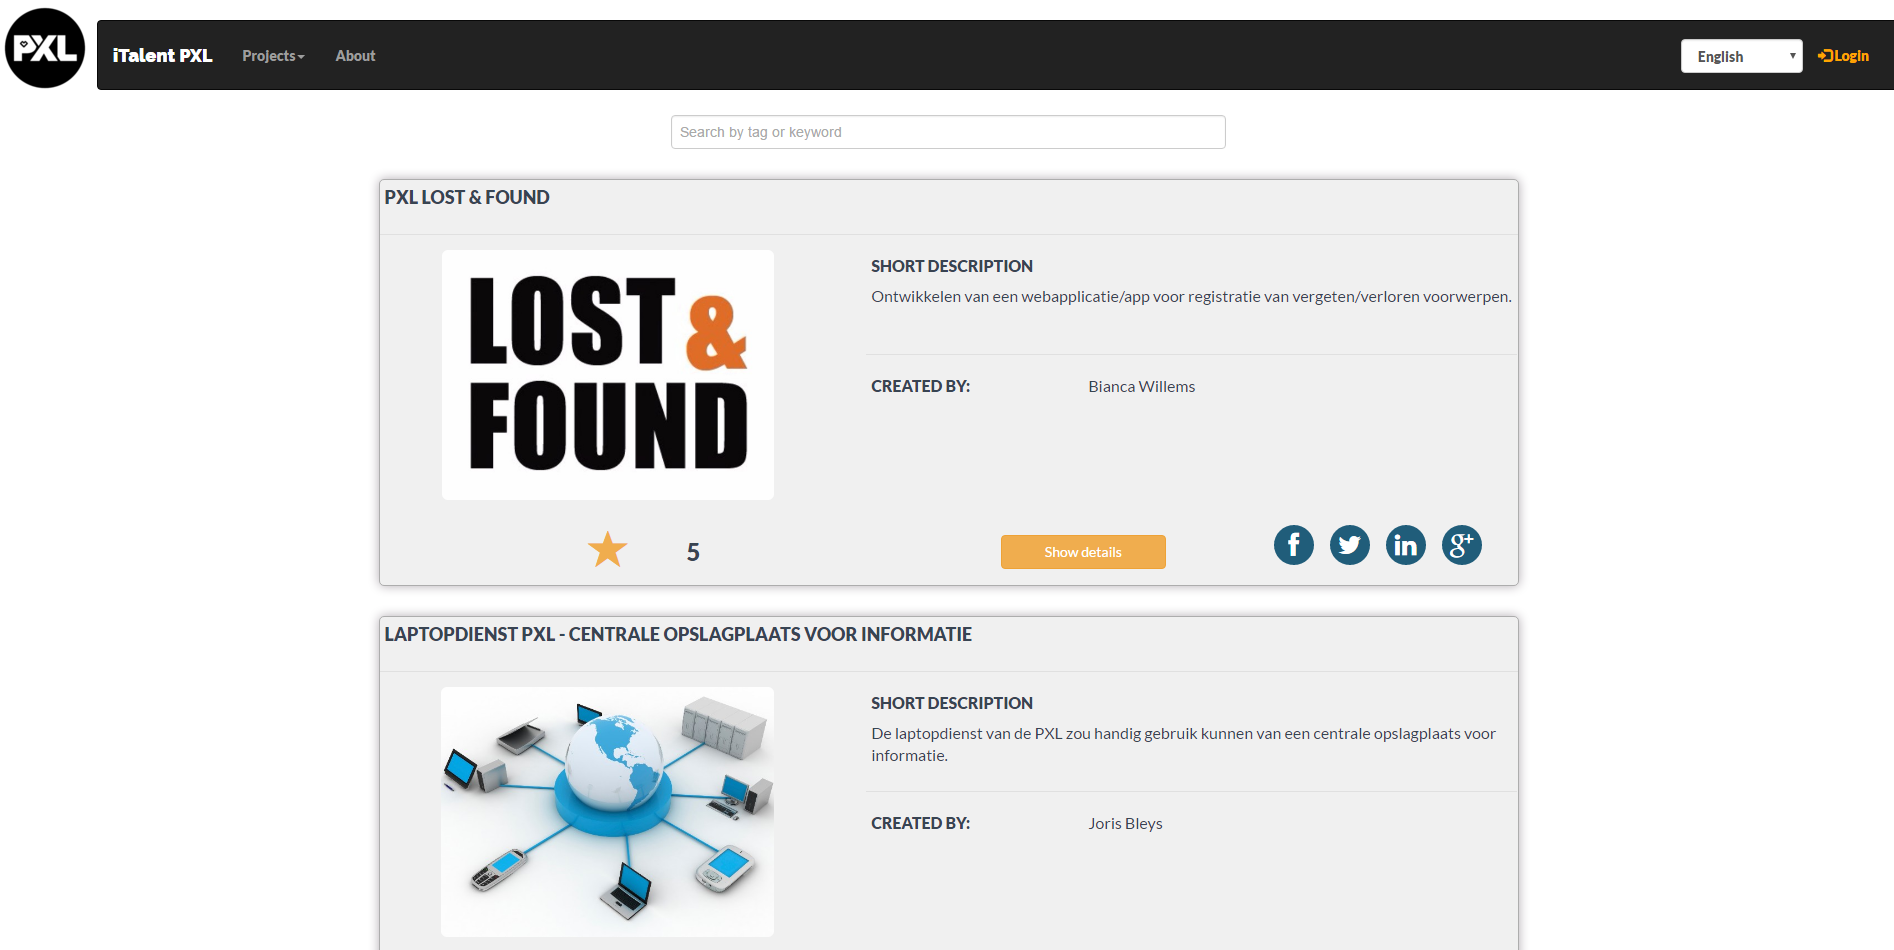 PXL
iTalent PXL
Projects
About
English
Login
Search by tag or keyword
PXL LOST & FOUND
LOST &
FOUND
SHORT DESCRIPTION
Ontwikkelen van een webapplicatie/app voor registratie van vergeten/verloren voorwerpen.
CREATED BY:
Bianca Willems
5
Show details
f
in
g+
LAPTOPDIENST PXL - CENTRALE OPSLAGPLAATS VOOR INFORMATIE
SHORT DESCRIPTION
De laptopdienst van de PXL zou handig gebruik kunnen van een centrale opslagplaats voor
informatie.
CREATED BY:
Joris Bleys